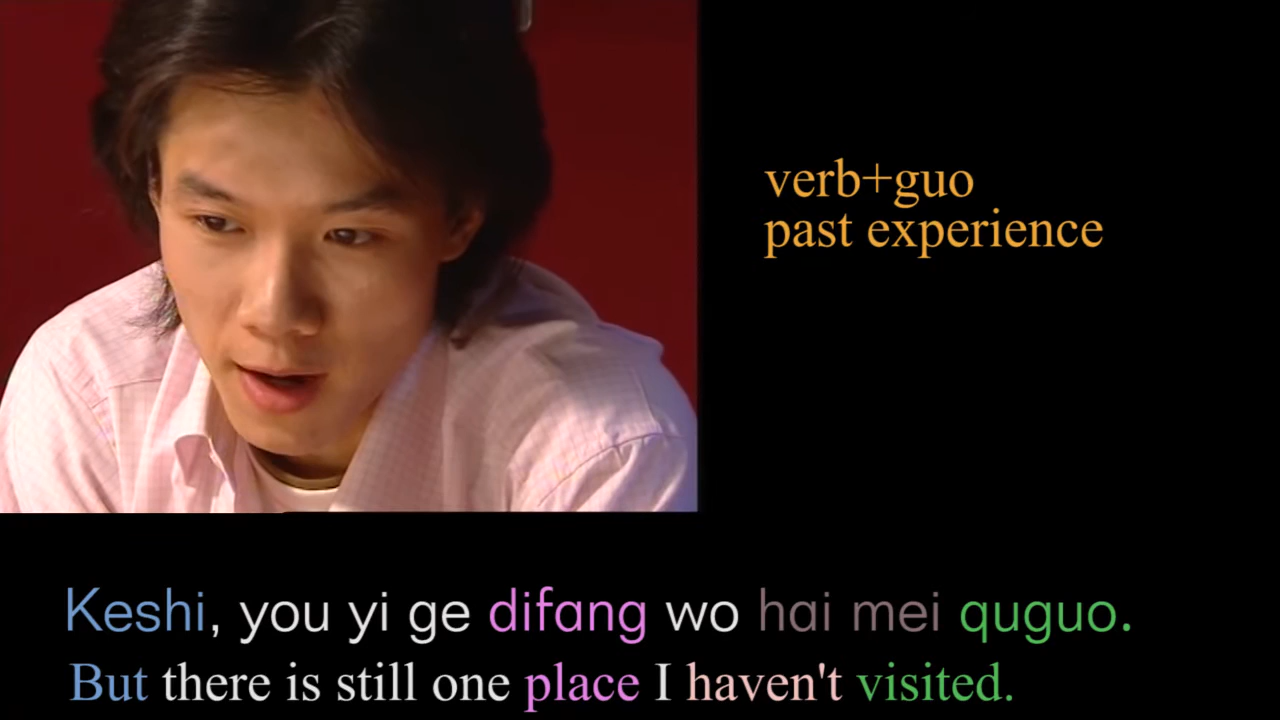 verb+guo
past experience
Keshi, you yi ge difang wo hai mei quguo.
But there is still one place I haven't visited.